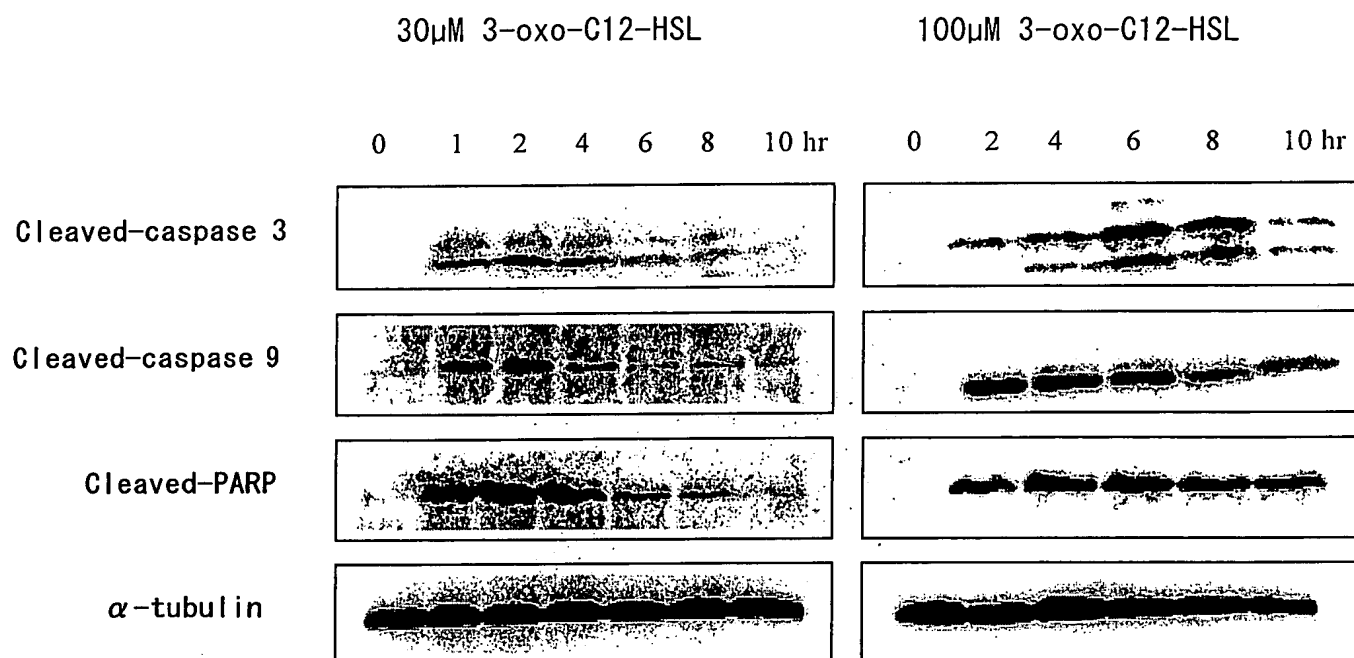 30μM 3-oxo-C12-HSL 100μM 3-oxo-C12-HSL
0 1 2 4 6 8 10 hr 0 2 4 6 8 10 hr
Cleaved-caspase 3
Cleaved-caspase 9
Cleaved-PARP
α-tubulin